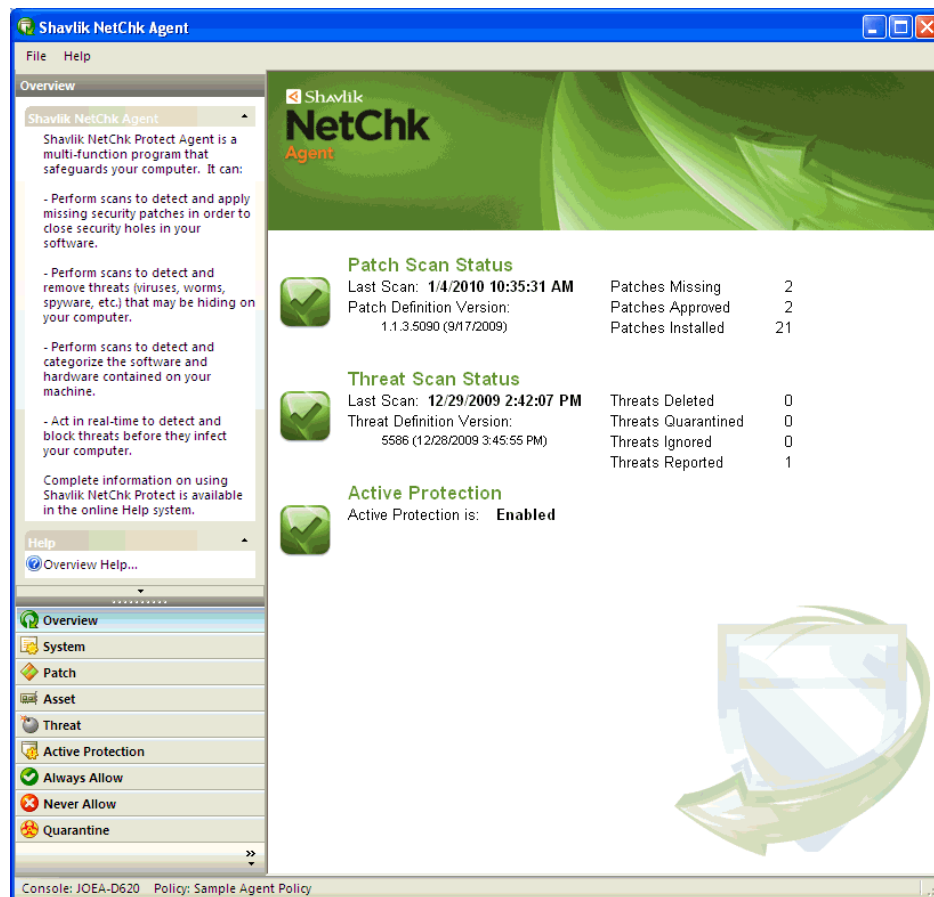 Shavlik NetChk Agent
File Help
Overview
Shavlik NetChk Agent
Shavlik NetChk Protect Agent is a
multi-function program that
safeguards your computer. It can:
- Perform scans to detect and apply
missing security patches in order to
close security holes in your
software.
- Perform scans to detect and
remove threats (viruses, worms,
spyware, etc.) that may be hiding on
your computer.
- Perform scans to detect and
categorize the software and
hardware contained on your
machine.
- Act in real-time to detect and
block threats before they infect
your computer.
Complete information on using
Shavlik NetChk Protect is available
in the online Help system.
Help
Overview Help...
Overview
System
Patch
Asset
Threat
Active Protection
Always Allow
Never Allow
Quarantine
Shavlik
NetChk
Agent
Patch Scan Status
Last Scan: 1/4/2010 10:35:31 AM Patches Missing 2
Patch Definition Version: Patches Approved 2
1.1.3.5090 (9/17/2009) Patches Installed 21
Threat Scan Status
Last Scan: 12/29/2009 2:42:07 PM Threats Deleted 0
Threat Definition Version: Threats Quarantined 0
5586 (12/28/2009 3:45:55 PM) Threats Ignored 0
Threats Reported 1
Active Protection
Active Protection is: Enabled
Console: JOEA-D620 Policy: Sample Agent Policy